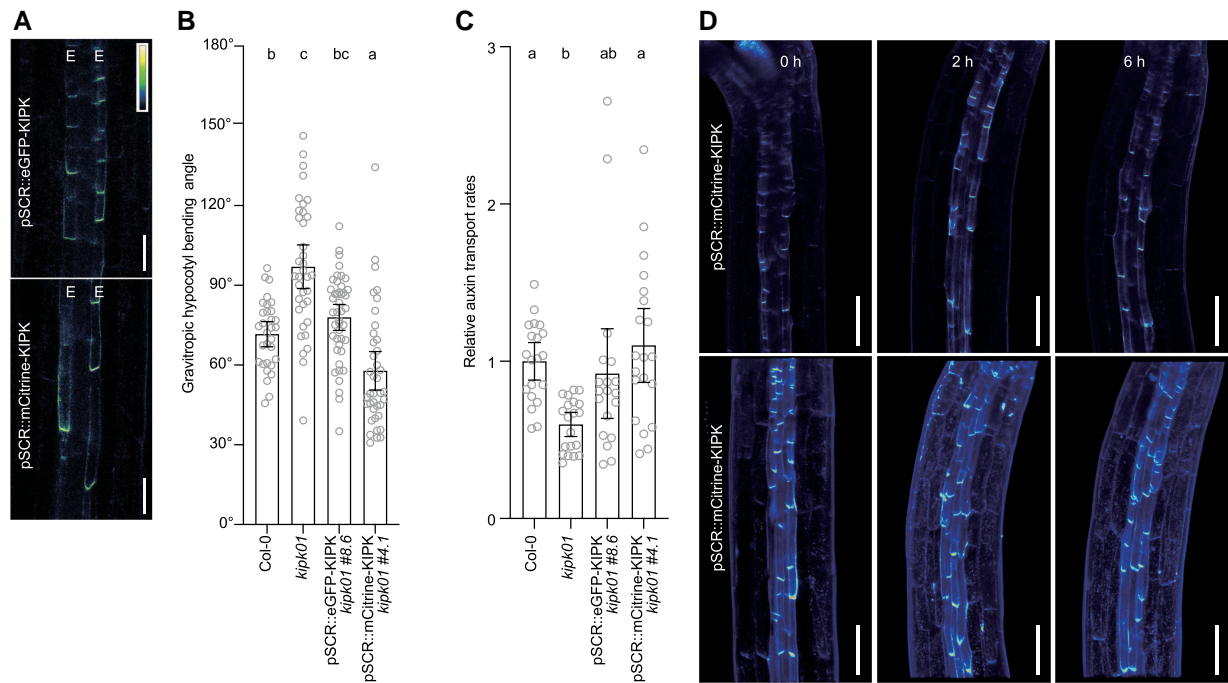 A
E E
pSCR::eGFP-KIPK
E E
pSCR::mCitrine-KIPK
B
b c bc a
180°
150°
120°
90°
60°
30°
0°
Gravitropic hypocotyl bending angle
Col-0
kipk01
pSCR::eGFP-KIPK
kipk01 #8.6
pSCR::mCitrine-KIPK
kipk01 #4.1
C
a b ab a
3
2
1
0
Relative auxin transport rates
Col-0
kipk01
pSCR::eGFP-KIPK
kipk01 #8.6
pSCR::mCitrine-KIPK
kipk01 #4.1
D
0 h 2 h 6 h
pSCR::mCitrine-KIPK
pSCR::mCitrine-KIPK